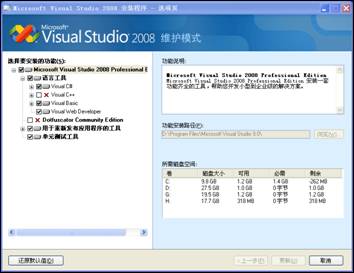 Microsoft Visual Studio 2008 安装程序 - 选项页
Microsoft
Visual Studio 2008 维护模式
选择要安装的功能(S):
Microsoft Visual Studio 2008 Professional E
语言工具
Visual C#
Visual C++
Visual Basic
Visual Web Developer
Dotfuscator Community Edition
用于重新发布应用程序的工具
单元测试工具
功能说明:
Microsoft Visual Studio 2008 Professional Edition
Microsoft Visual Studio 2008 Professional Edition 安装一套
功能齐全的工具，帮助您开发小型到企业级的解决方案。
功能安装路径(P):
D:\Program Files\Microsoft Visual Studio 9.0\
浏览(W)...
所需磁盘空间:
卷 磁盘大小 可用 必需 剩余
C: 9.8 GB 1.2 GB 1.4 GB -262 MB
D: 27.5 GB 1.0 GB 0字节 1.0 GB
G: 19.5 GB 1.2 GB 0字节 1.2 GB
H: 17.7 GB 318 MB 0字节 318 MB
还原默认值(D)
<上一步(P)
更新(U)
取消